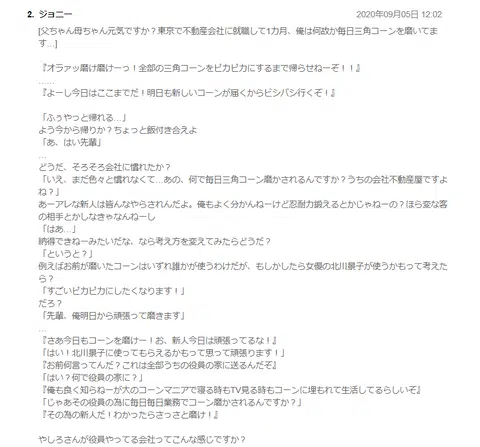 2. ジョニー
2020年09月05日 12:02
[父ちゃん母ちゃん元気ですか？東京で不動産会社に就職して1カ月、俺は何故か毎日三角コーンを磨いてま
す…]
『オラァッ磨け磨けーっ！全部の三角コーンをピカピカにするまで帰らせねーぞ！！』
……
『よーし今日はここまでだ！明日も新しいコーンが届くからビシバシ行くぞ！』
「ふぅやっと帰れる…」
よう今から帰りか？ちょっと飯付き合えよ
「あ、はい先輩」
…
どうだ、そろそろ会社に慣れたか？
「いえ、まだ色々と慣れなくて…あの、何で毎日三角コーン磨かされるんですか？うちの会社不動産屋ですよ
ね？」
あーアレな新人は皆んなやらされんだよ。俺もよく分かんねーけど忍耐力鍛えるとかじゃねーの？ほら変な客
の相手とかしなきゃなんねーし
「はあ…」
納得できねーみたいだな、なら考え方を変えてみたらどうだ？
「というと？」
例えばお前が磨いたコーンはいずれ誰かが使うわけだが、もしかしたら女優の北川景子が使うかもって考えた
ら？
「すごいピカピカにしたくなります！」
だろ？
「先輩、俺明日から頑張って磨きます」
…
『さあ今日もコーンを磨けー！お、新人今日は頑張ってるな！』
「はい！北川景子に使ってもらえるかもって思って頑張ります！」
『お前何言ってんだ？これは全部うちの役員の家に送るんだぞ』
「はい？何で役員の家に？」
『俺も良く知らねーが大のコーンマニアで寝る時もTV見る時もコーンに埋もれて生活してるらしいぞ』
「じゃあその役員の為に毎日毎日業務でコーン磨かされるんですか？」
『その為の新人だ！わかったらさっさと磨け！』
やしろさんが役員やってる会社ってこんな感じですか？